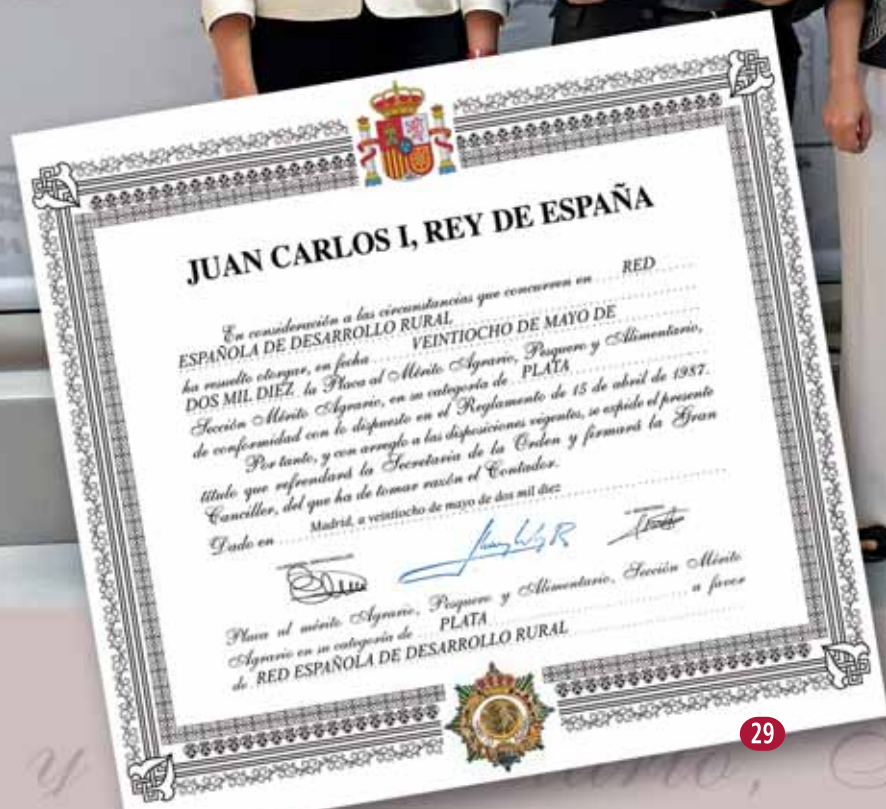 JUAN CARLOS I, REY DE ESPAÑA
En consideración a las circunstancias que concurren en RED
ESPAÑOLA DE DESARROLLO RURAL
ha resuelto otorgar, en fecha VEINTIOCHO DE MAYO DE
DOS MIL DIEZ la Placa al Mérito Agrario, Pesquero y Alimentario,
Sección Mérito Agrario, en su categoría de PLATA
de conformidad con lo dispuesto en el Reglamento de 15 de abril de 1987.
Por tanto, y con arreglo a las disposiciones vigentes, se expide el presente
título que refrendará la Secretaría de la Orden y firmará la Gran
Canciller, del que ha de tomar razón el Contador.
Dado en Madrid, a veintiocho de mayo de dos mil diez
Placa al mérito Agrario, Pesquero y Alimentario, Sección Mérito
Agrario en su categoría de PLATA a favor
de RED ESPAÑOLA DE DESARROLLO RURAL
29
y